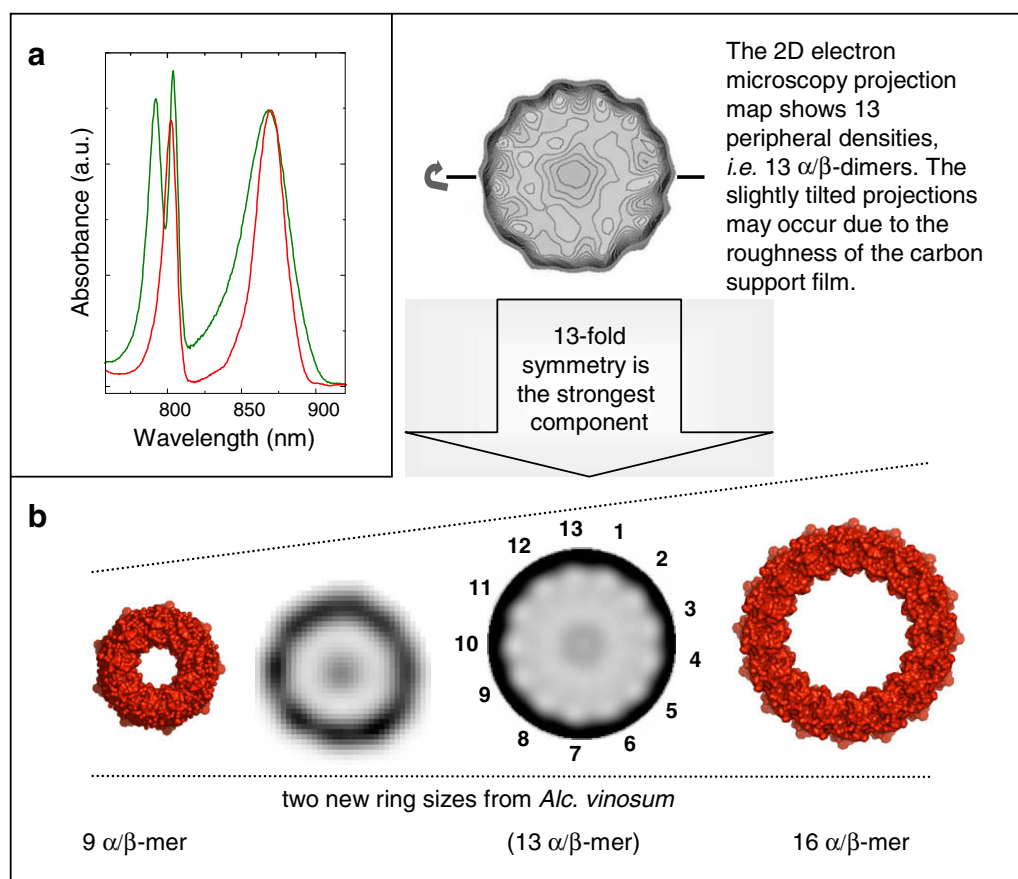 a
Absorbance (a.u.)
800 850 900
Wavelength (nm)
The 2D electron
microscopy projection
map shows 13
peripheral densities,
i.e. 13 α/β-dimers. The
slightly tilted projections
may occur due to the
roughness of the carbon
support film.
13-fold
symmetry is
the strongest
component
b
13 1
12 2
11 3
10 4
9 5
8 6
7
two new ring sizes from Alc. vinosum
9 α/β-mer (13 α/β-mer) 16 α/β-mer